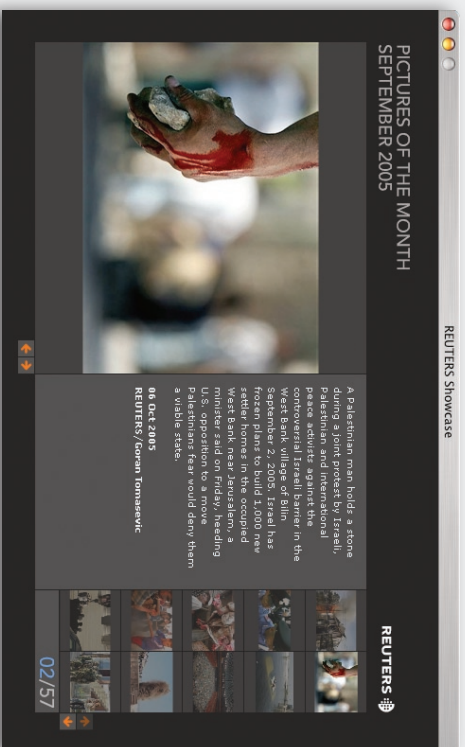 REUTERS Showcase
PICTURES OF THE MONTH
SEPTEMBER 2005
REUTERS
A Palestinian man holds a stone
during a joint protest by Israeli,
Palestinian and international
peace activists against the
controversial Israeli barrier in the
West Bank village of Bilin
September 2, 2005. Israel has
frozen plans to build 1,000 new
settler homes in the occupied
West Bank near Jerusalem, a
minister said on Friday, heeding
U.S. opposition to a move
Palestinians fear would deny them
a viable state.
06 Oct 2005
REUTERS/Goran Tomasevic
02/57